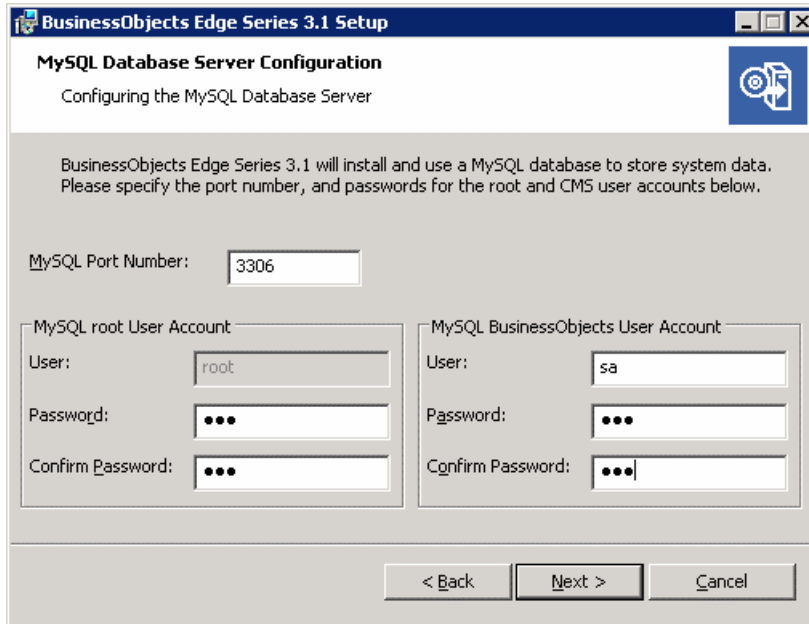 BusinessObjects Edge Series 3.1 Setup
MySQL Database Server Configuration
Configuring the MySQL Database Server
BusinessObjects Edge Series 3.1 will install and use a MySQL database to store system data.
Please specify the port number, and passwords for the root and CMS user accounts below.
MySQL Port Number: 3306
MySQL root User Account
User: root
Password: ●●●
Confirm Password: ●●●
MySQL BusinessObjects User Account
User: sa
Password: ●●●
Confirm Password: ●●●
< Back Next > Cancel